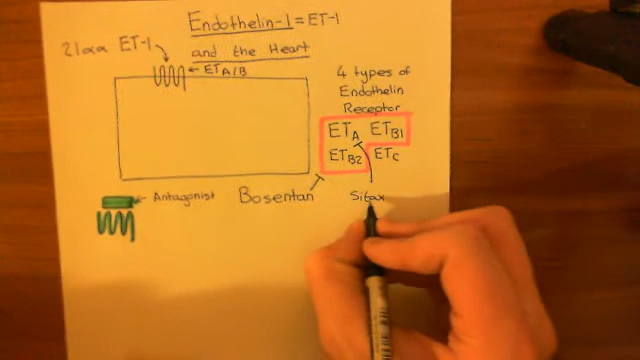 Endothelin-1 = ET-1
and the Heart
21aa ET-1
ETA/B
4 types of
Endothelin
Receptor
ETA ETB1
ETB2 ETC
Antagonist
Bosentan
Sitax